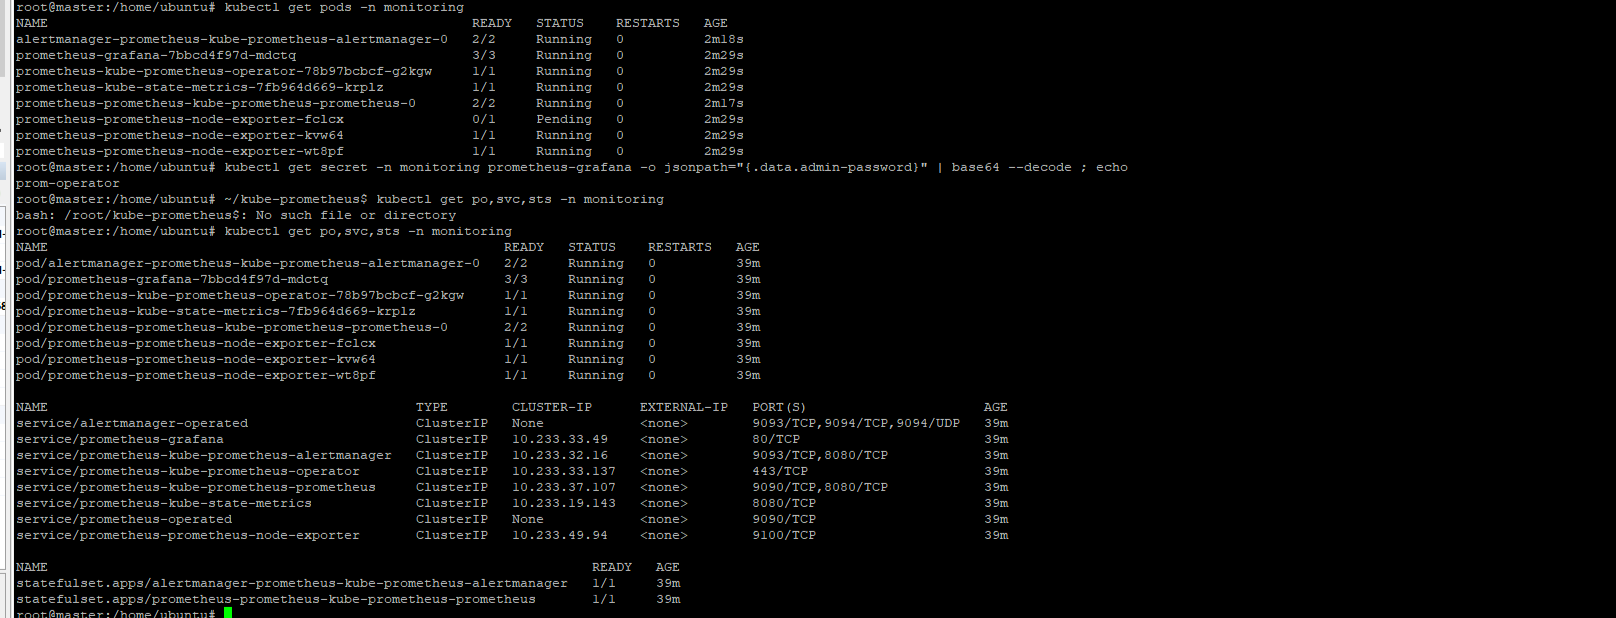 root@master:/home/ubuntu# kubectl get pods -n monitoring
NAME READY STATUS RESTARTS AGE
alertmanager-prometheus-kube-prometheus-alertmanager-0 2/2 Running 0 2m18s
prometheus-grafana-7bbcd4f97d-mdctq 3/3 Running 0 2m29s
prometheus-kube-prometheus-operator-78b97bcbcf-g2kgw 1/1 Running 0 2m29s
prometheus-kube-state-metrics-7fb964d669-krplz 1/1 Running 0 2m29s
prometheus-prometheus-kube-prometheus-prometheus-0 2/2 Running 0 2m17s
prometheus-prometheus-node-exporter-fclcx 0/1 Pending 0 2m29s
prometheus-prometheus-node-exporter-kvw64 1/1 Running 0 2m29s
prometheus-prometheus-node-exporter-wt8pf 1/1 Running 0 2m29s
root@master:/home/ubuntu# kubectl get secret -n monitoring prometheus-grafana -o jsonpath="{.data.admin-password}" | base64 --decode ; echo
prom-operator
root@master:/home/ubuntu# ~/kube-prometheus$ kubectl get po,svc,sts -n monitoring
bash: /root/kube-prometheus$: No such file or directory
root@master:/home/ubuntu# kubectl get po,svc,sts -n monitoring
NAME READY STATUS RESTARTS AGE
pod/alertmanager-prometheus-kube-prometheus-alertmanager-0 2/2 Running 0 39m
pod/prometheus-grafana-7bbcd4f97d-mdctq 3/3 Running 0 39m
pod/prometheus-kube-prometheus-operator-78b97bcbcf-g2kgw 1/1 Running 0 39m
pod/prometheus-kube-state-metrics-7fb964d669-krplz 1/1 Running 0 39m
pod/prometheus-prometheus-kube-prometheus-prometheus-0 2/2 Running 0 39m
pod/prometheus-prometheus-node-exporter-fclcx 1/1 Running 0 39m
pod/prometheus-prometheus-node-exporter-kvw64 1/1 Running 0 39m
pod/prometheus-prometheus-node-exporter-wt8pf 1/1 Running 0 39m
NAME TYPE CLUSTER-IP EXTERNAL-IP PORT(S) AGE
service/alertmanager-operated ClusterIP None <none> 9093/TCP,9094/TCP,9094/UDP 39m
service/prometheus-grafana ClusterIP 10.233.33.49 <none> 80/TCP 39m
service/prometheus-kube-prometheus-alertmanager ClusterIP 10.233.32.16 <none> 9093/TCP,8080/TCP 39m
service/prometheus-kube-prometheus-operator ClusterIP 10.233.33.137 <none> 443/TCP 39m
service/prometheus-kube-prometheus-prometheus ClusterIP 10.233.37.107 <none> 9090/TCP,8080/TCP 39m
service/prometheus-kube-state-metrics ClusterIP 10.233.19.143 <none> 8080/TCP 39m
service/prometheus-operated ClusterIP None <none> 9090/TCP 39m
service/prometheus-prometheus-node-exporter ClusterIP 10.233.49.94 <none> 9100/TCP 39m
NAME READY AGE
statefulset.apps/alertmanager-prometheus-kube-prometheus-alertmanager 1/1 39m
statefulset.apps/prometheus-prometheus-kube-prometheus-prometheus 1/1 39m
root@master:/home/ubuntu#